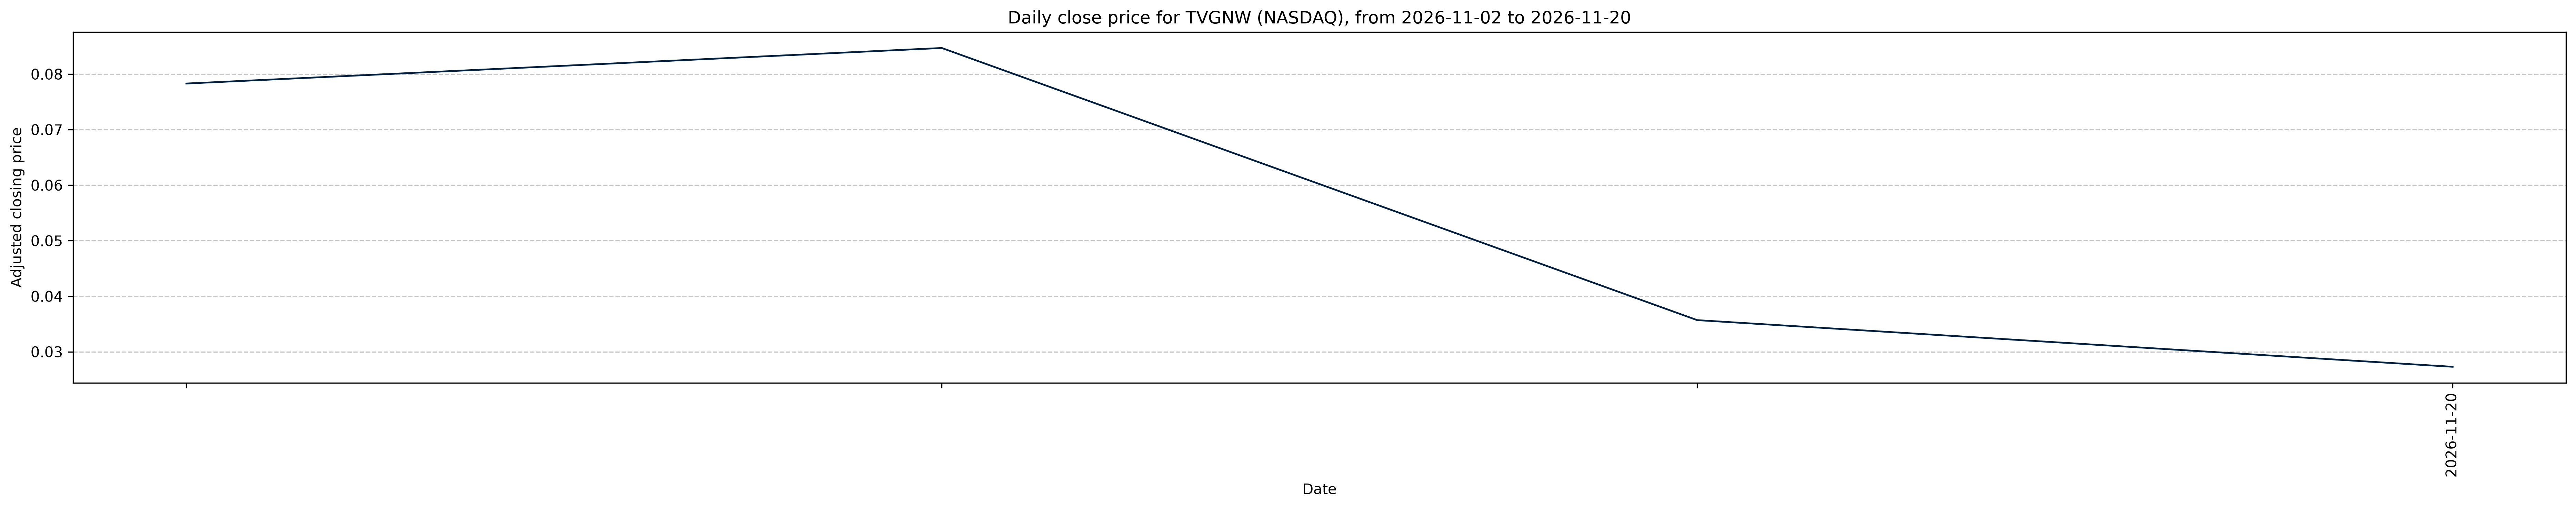 Daily close price for TVGNW (NASDAQ), from 2026-11-02 to 2026-11-20
Adjusted closing price
0.08
0.07
0.06
0.05
0.04
0.03
2026-11-20
Date